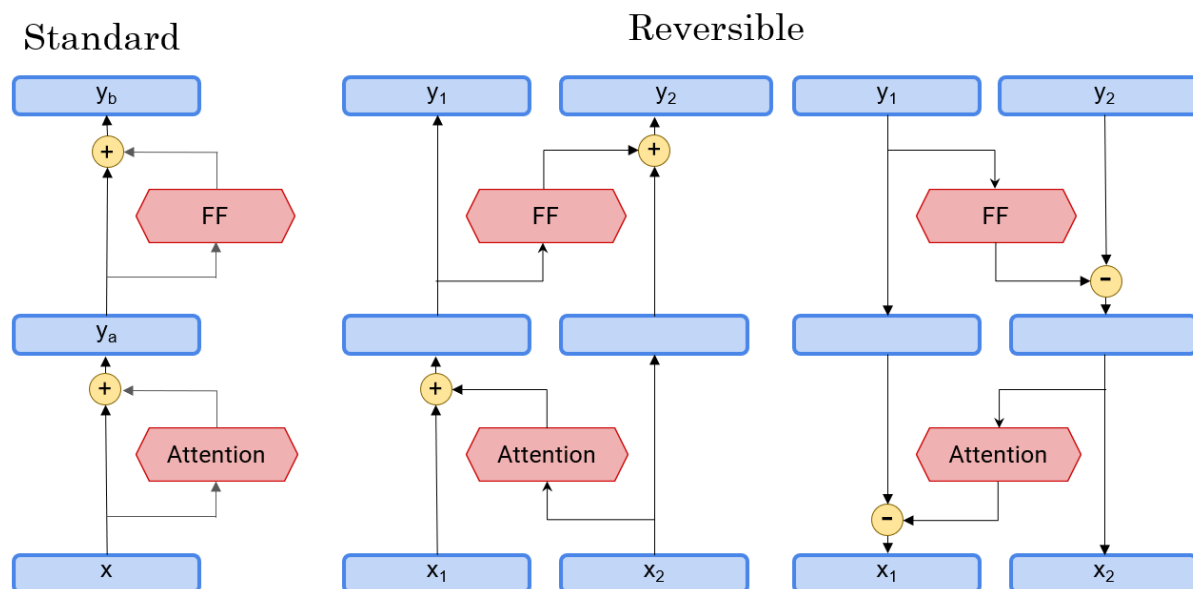 Standard
Reversible
y_b
y_1
y_2
y_1
y_2
+
+
FF
FF
FF
-
y_a
+
+
Attention
Attention
Attention
-
x
x_1
x_2
x_1
x_2